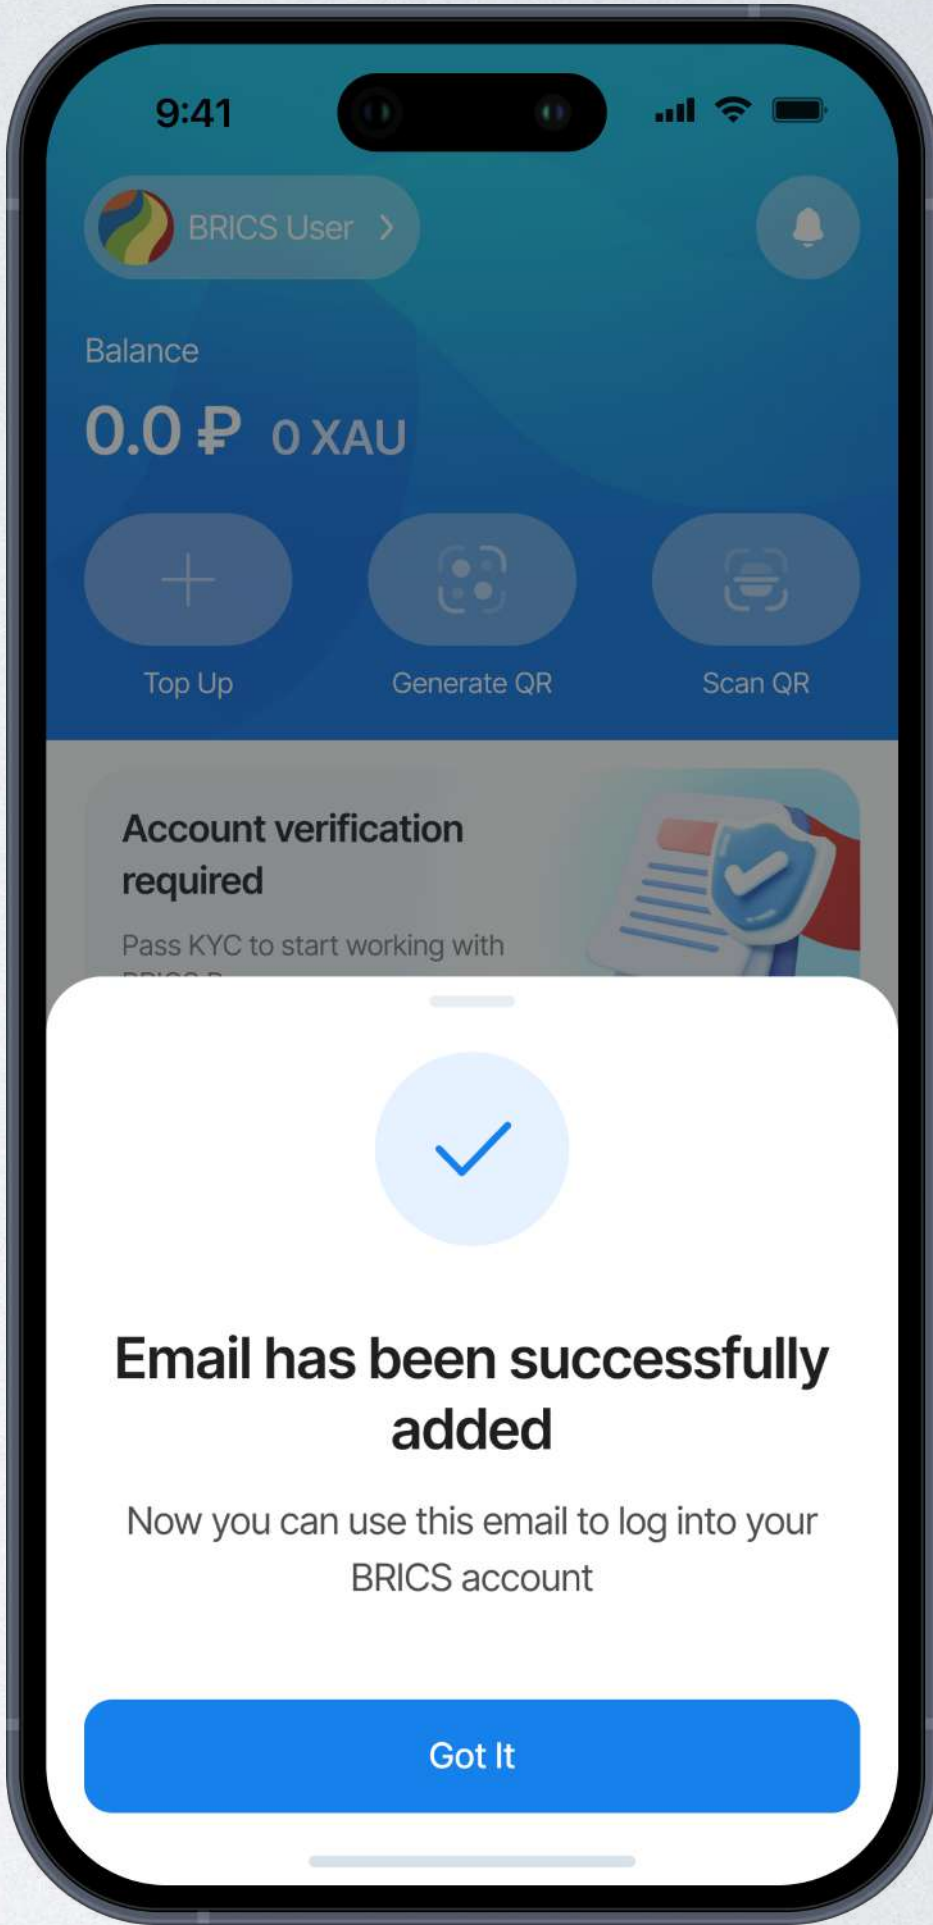 9:41
BRICS User
Balance
0.0 ₽ 0 XAU
Top Up Generate QR Scan QR
Account verification
required
Pass KYC to start working with
Email has been successfully
added
Now you can use this email to log into your
BRICS account
Got It